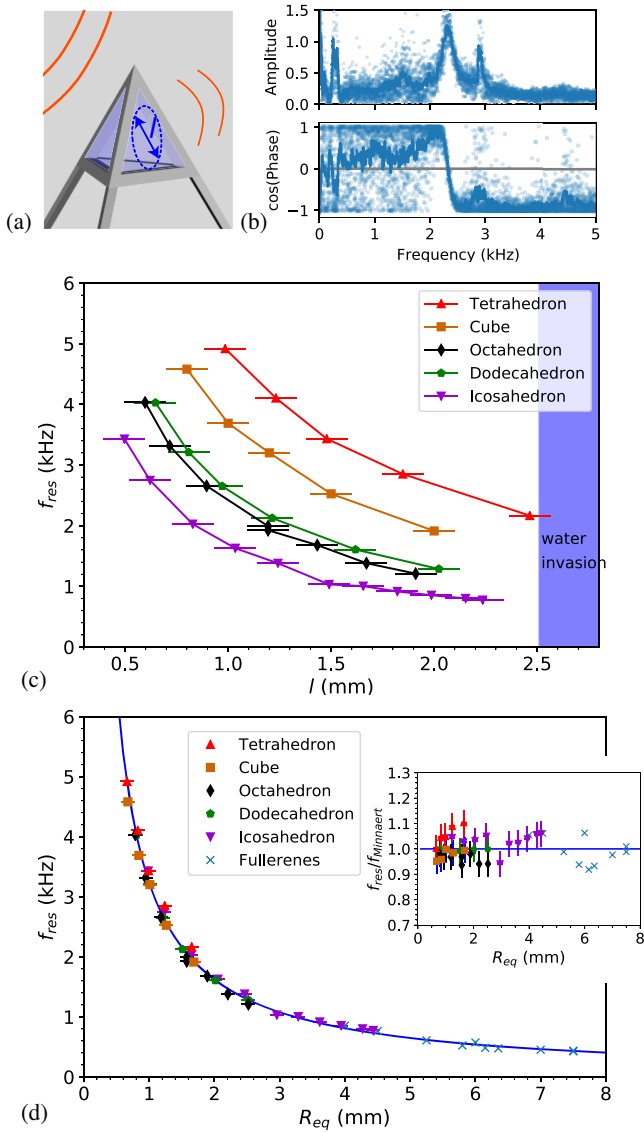 l
(a)
1.5
1.0
0.5
0.0
Amplitude
1
0
−1
cos(Phase)
0 1 2 3 4 5
Frequency (kHz)
(b)
6
5
4
3
2
1
0
f_res (kHz)
Tetrahedron
Cube
Octahedron
Dodecahedron
Icosahedron
water
invasion
0.5 1.0 1.5 2.0 2.5
l (mm)
(c)
6
5
4
3
2
1
0
f_res (kHz)
Tetrahedron
Cube
Octahedron
Dodecahedron
Icosahedron
Fullerenes
1.3
1.2
1.1
1.0
0.9
0.8
0.7
f_res/f_Minnaert
0 2 4 6 8
R_eq (mm)
0 1 2 3 4 5 6 7 8
R_eq (mm)
(d)